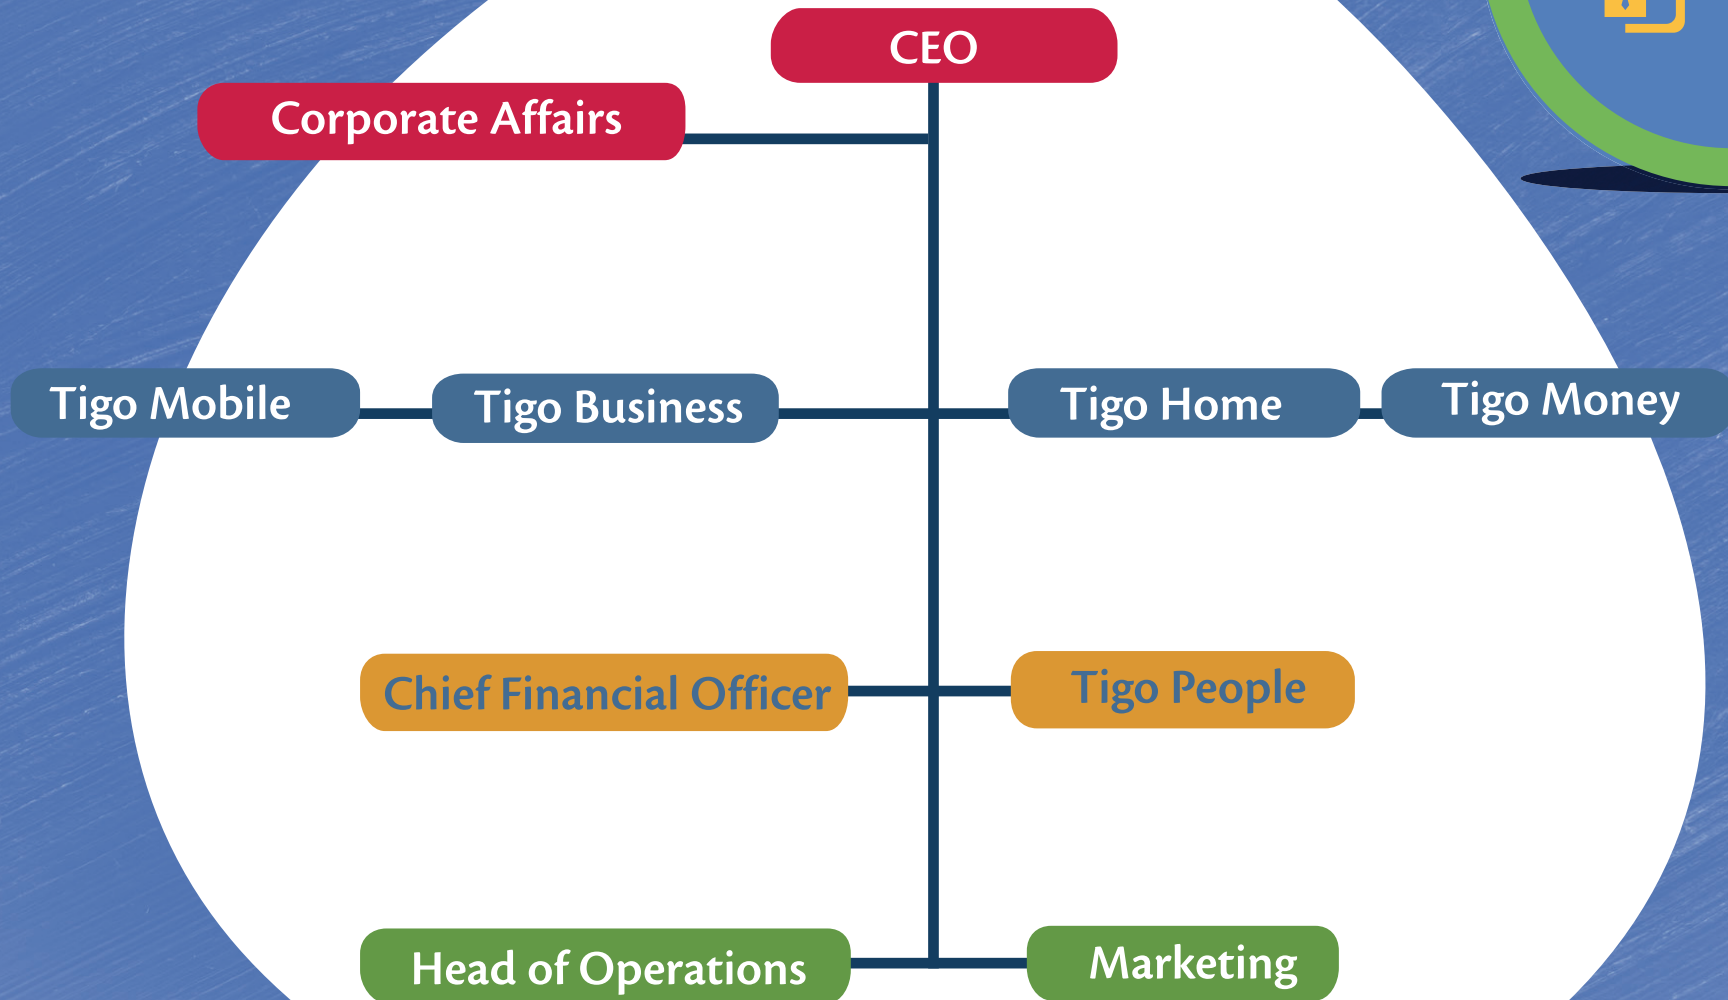 CEO
Corporate Affairs
Tigo Mobile
Tigo Business
Tigo Home
Tigo Money
Chief Financial Officer
Tigo People
Head of Operations
Marketing